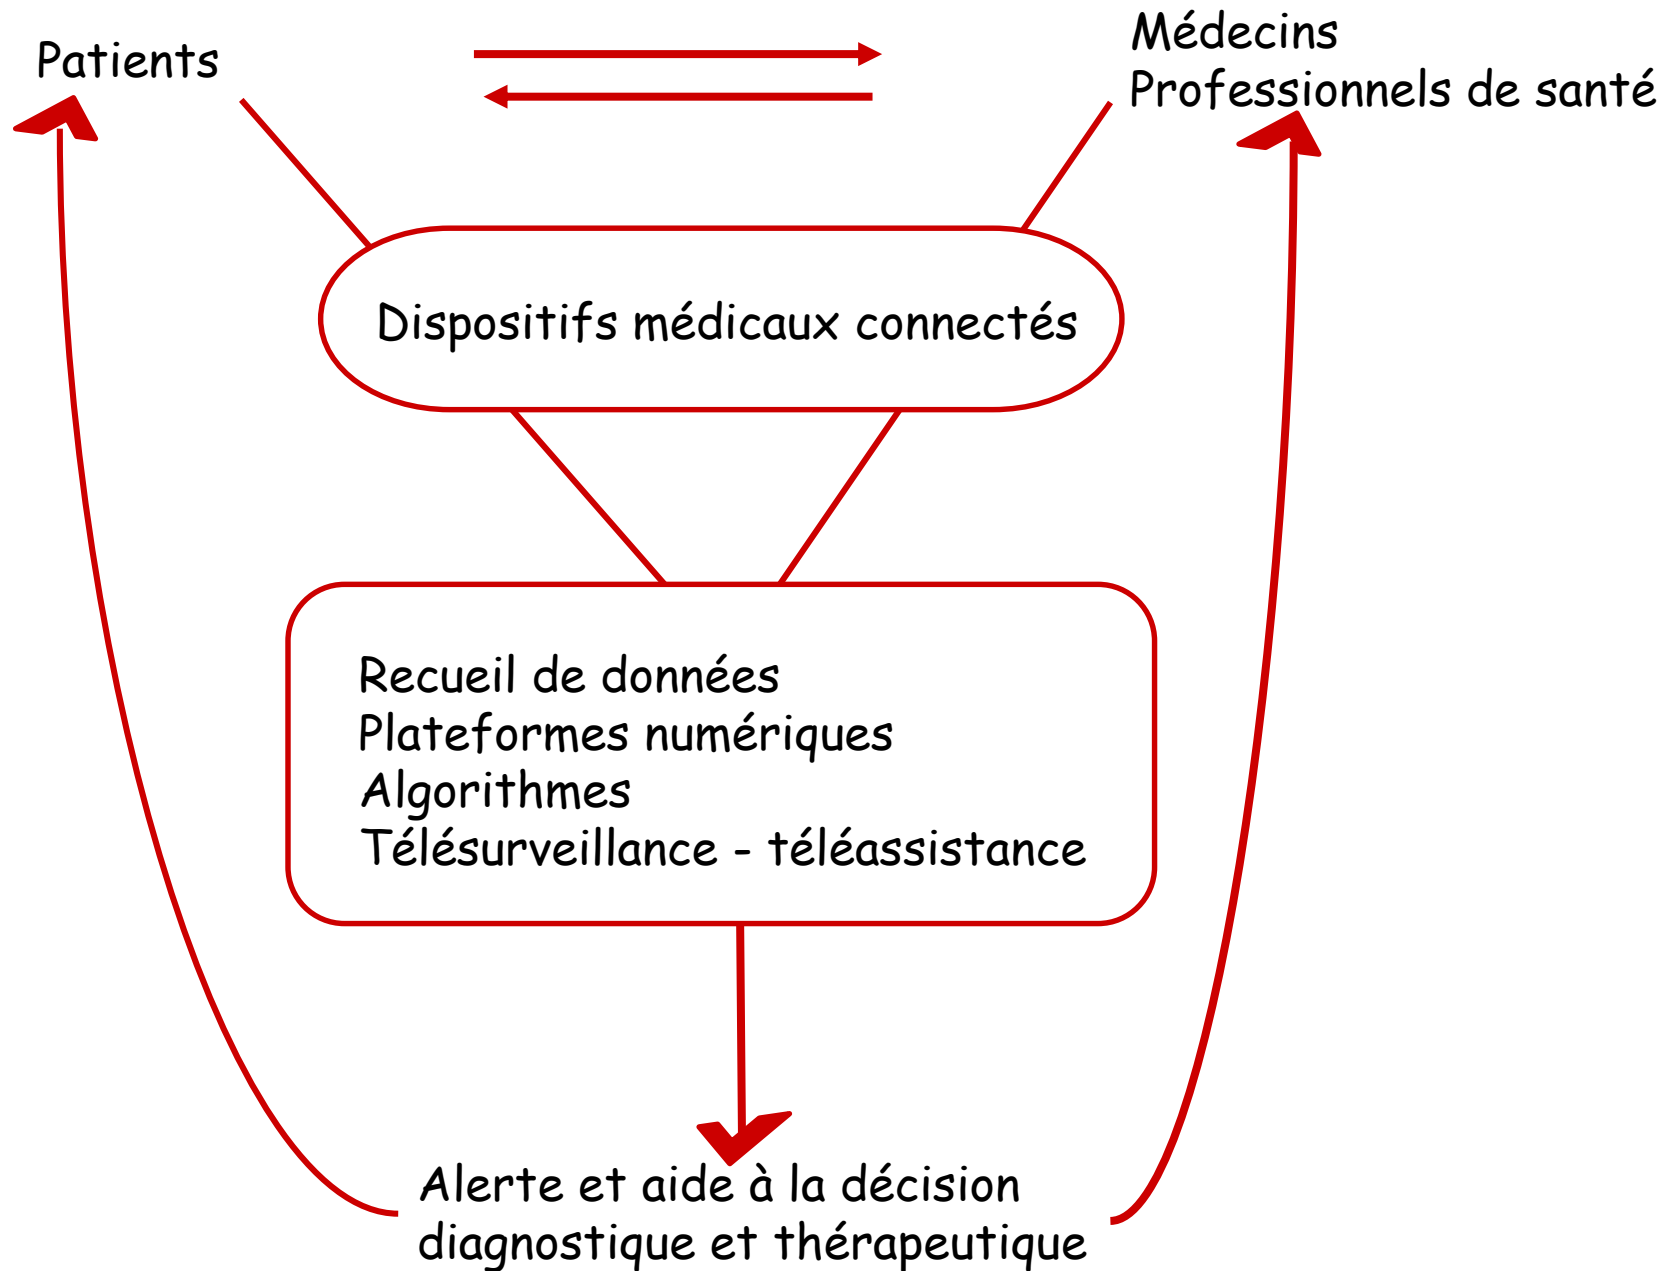 Patients
Médecins
Professionnels de santé
Dispositifs médicaux connectés
Recueil de données
Plateformes numériques
Algorithmes
Télésurveillance - téléassistance
Alerte et aide à la décision
diagnostique et thérapeutique